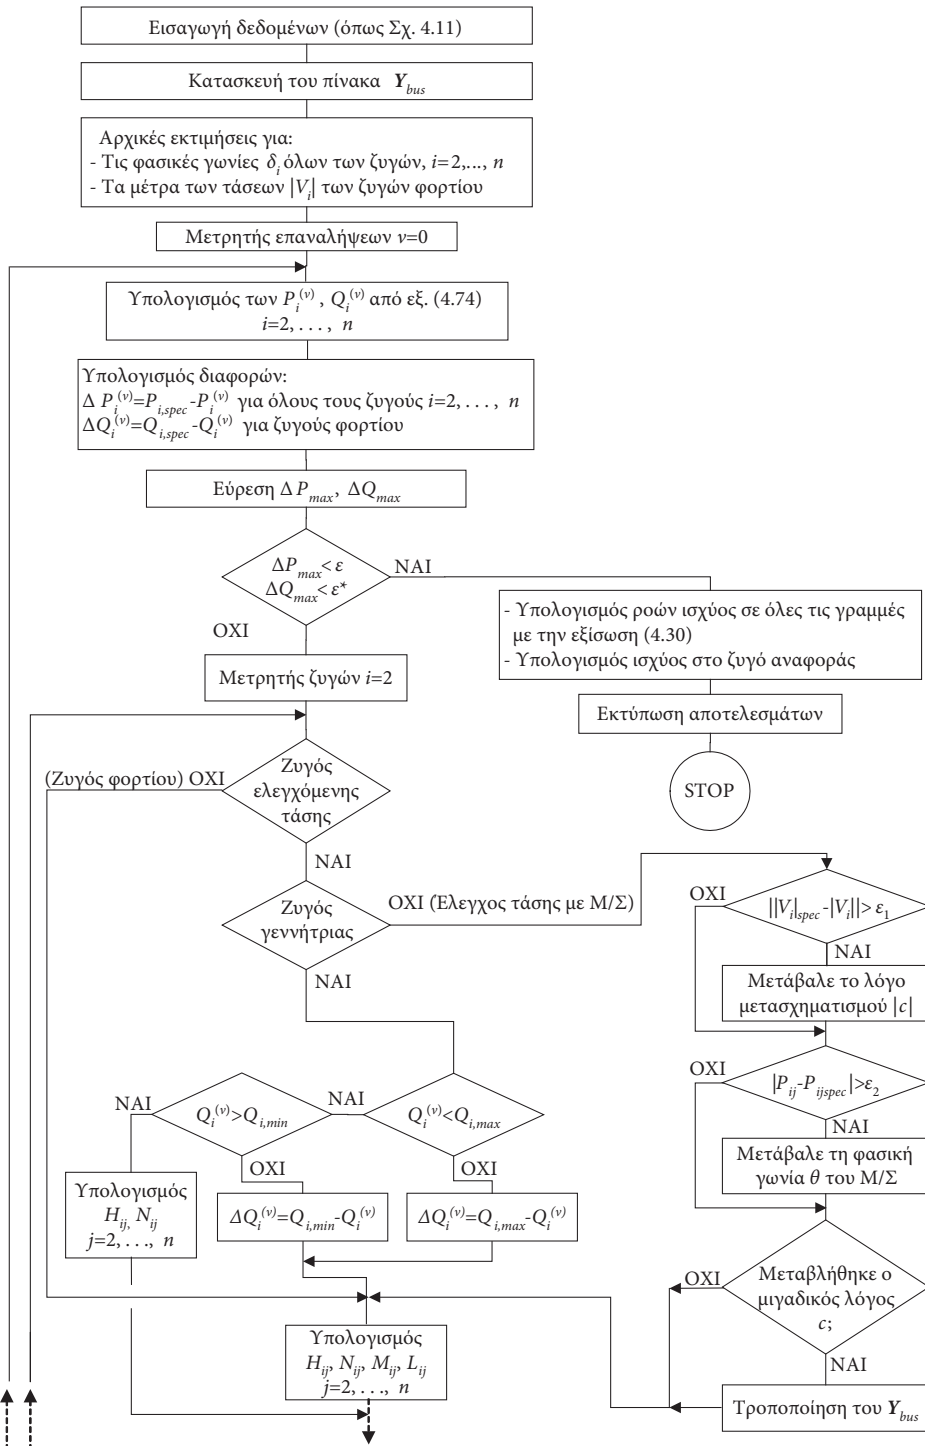 Εισαγωγή δεδομένων (όπως Σχ. 4.11)
Κατασκευή του πίνακα Y_bus
Αρχικές εκτιμήσεις για:
- Τις φασικές γωνίες δ_i όλων των ζυγών, i=2,..., n
- Τα μέτρα των τάσεων |V_i| των ζυγών φορτίου
Μετρητής επαναλήψεων ν=0
Υπολογισμός των P_i^(ν), Q_i^(ν) από εξ. (4.74)
i=2, . . . , n
Υπολογισμός διαφορών:
Δ P_i^(ν)=P_i,spec-P_i^(ν) για όλους τους ζυγούς i=2, . . . , n
ΔQ_i^(ν)=Q_i,spec-Q_i^(ν) για ζυγούς φορτίου
Εύρεση Δ P_max, ΔQ_max
ΔP_max< ε
ΔQ_max< ε*
ΝΑΙ
ΟΧΙ
- Υπολογισμός ροών ισχύος σε όλες τις γραμμές
με την εξίσωση (4.30)
- Υπολογισμός ισχύος στο ζυγό αναφοράς
Μετρητής ζυγών i=2
Εκτύπωση αποτελεσμάτων
STOP
(Ζυγός φορτίου) ΟΧΙ
Ζυγός
ελεγχόμενης
τάσης
ΝΑΙ
Ζυγός
γεννήτριας
ΟΧΙ (Έλεγχος τάσης με Μ/Σ)
ΝΑΙ
ΟΧΙ
||V_i|_spec-|V_i||> ε_1
ΝΑΙ
Μετάβαλε το λόγο
μετασχηματισμού |c|
ΟΧΙ
|P_ij-P_ijspec|>ε_2
ΝΑΙ
Μετάβαλε τη φασική
γωνία θ του Μ/Σ
ΝΑΙ
Q_i^(ν)>Q_i,min
ΝΑΙ
Q_i^(ν)<Q_i,max
ΟΧΙ
ΟΧΙ
Υπολογισμός
H_ij, N_ij
j=2, . . ., n
ΔQ_i^(ν)=Q_i,min-Q_i^(ν)
ΔQ_i^(ν)=Q_i,max-Q_i^(ν)
ΟΧΙ
Μεταβλήθηκε ο
μιγαδικός λόγος
c;
ΝΑΙ
Υπολογισμός
H_ij, N_ij, M_ij, L_ij
j=2, . . ., n
Τροποποίηση του Y_bus